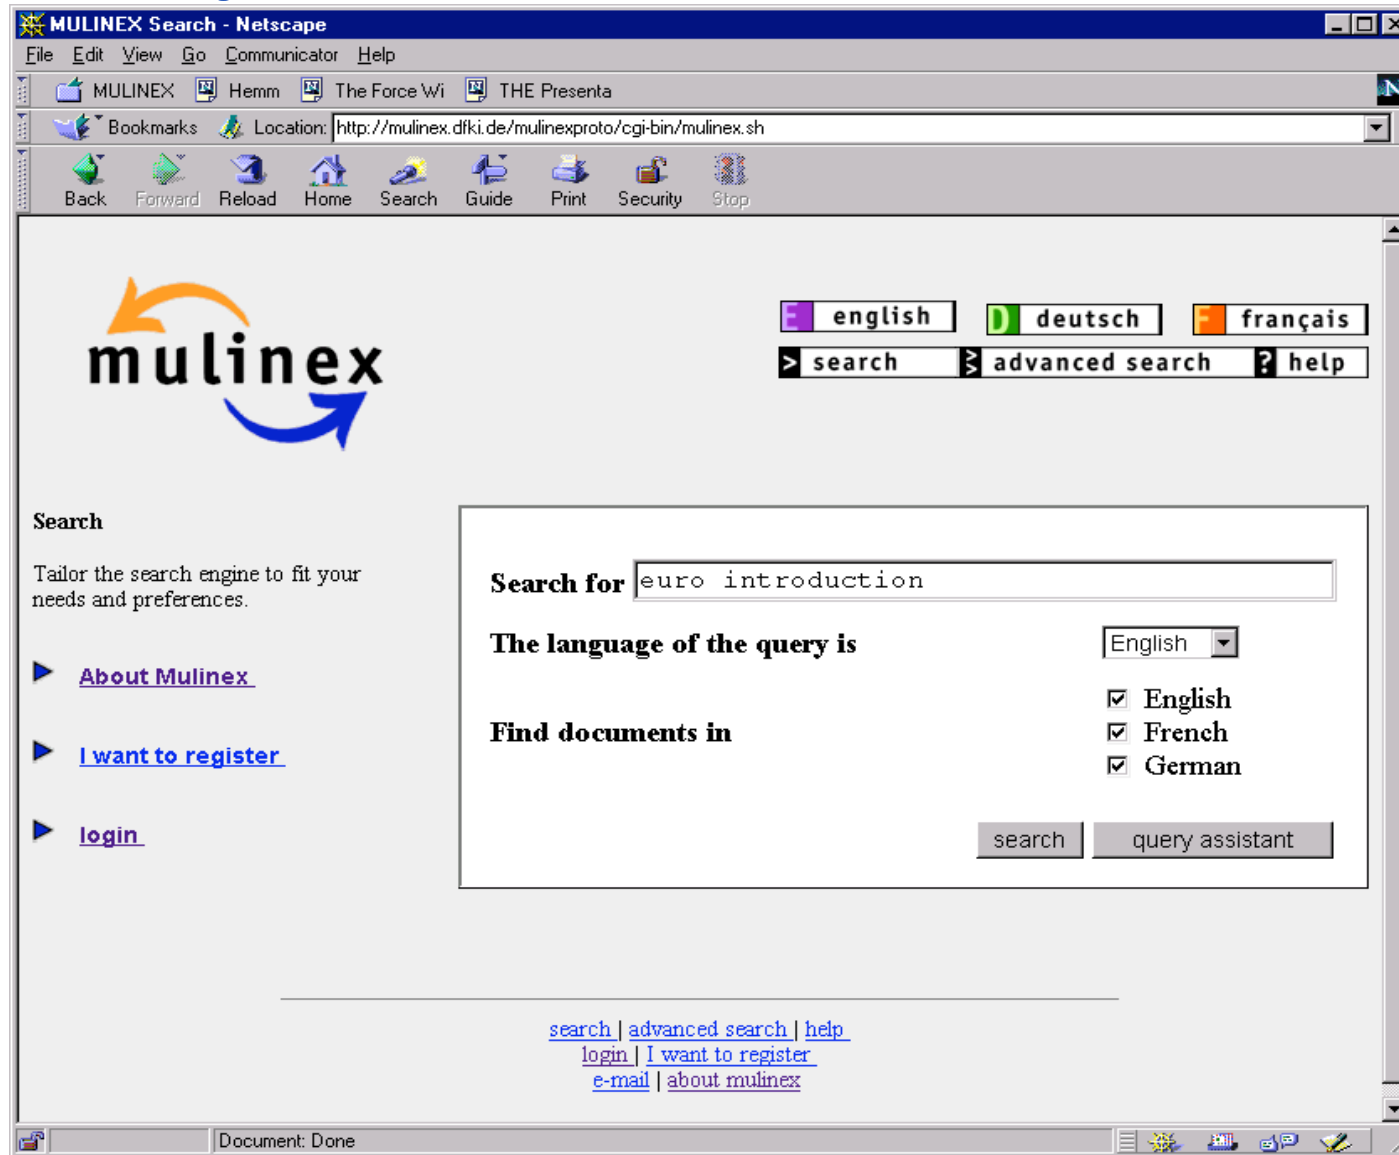 MULINEX Search - Netscape
File Edit View Go Communicator Help
MULINEX Hemm The Force Wi THE Presenta
Bookmarks Location: http://mulinex.dfki.de/mulinexproto/cgi-bin/mulinex.sh
Back Forward Reload Home Search Guide Print Security Stop
mulinex
E english D deutsch F français
> search advanced search ? help
Search
Tailor the search engine to fit your
needs and preferences.
About Mulinex
I want to register
login
Search for euro introduction
The language of the query is English
Find documents in
English
French
German
search query assistant
search | advanced search | help
login | I want to register
e-mail | about mulinex
Document: Done